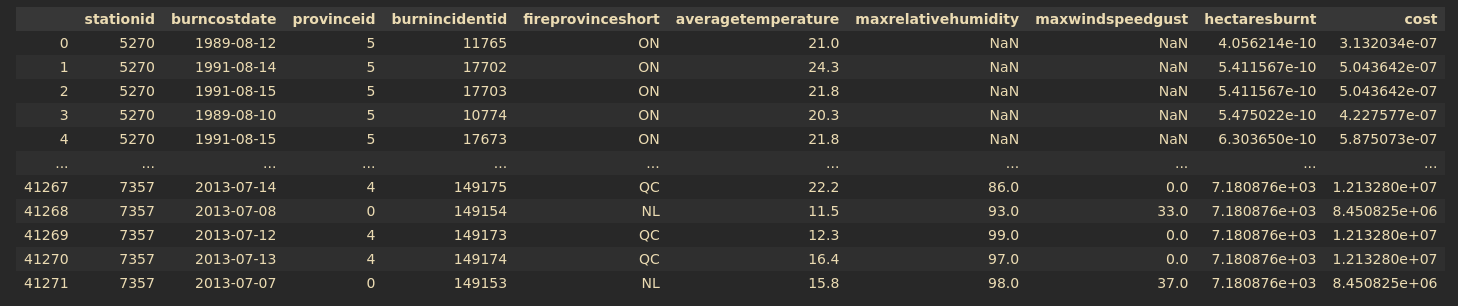 stationid burncostdate provinceid burnincidentid fireprovinceshort averagetemperature maxrelativehumidity maxwindspeedgust hectaresburnt cost
0 5270 1989-08-12 5 11765 ON 21.0 NaN NaN 4.056214e-10 3.132034e-07
1 5270 1991-08-14 5 17702 ON 24.3 NaN NaN 5.411567e-10 5.043642e-07
2 5270 1991-08-15 5 17703 ON 21.8 NaN NaN 5.411567e-10 5.043642e-07
3 5270 1989-08-10 5 10774 ON 20.3 NaN NaN 5.475022e-10 4.227577e-07
4 5270 1991-08-15 5 17673 ON 21.8 NaN NaN 6.303650e-10 5.875073e-07
... ... ... ... ... ... ... ... ... ... ...
41267 7357 2013-07-14 4 149175 QC 22.2 86.0 0.0 7.180876e+03 1.213280e+07
41268 7357 2013-07-08 0 149154 NL 11.5 93.0 33.0 7.180876e+03 8.450825e+06
41269 7357 2013-07-12 4 149173 QC 12.3 99.0 0.0 7.180876e+03 1.213280e+07
41270 7357 2013-07-13 4 149174 QC 16.4 97.0 0.0 7.180876e+03 1.213280e+07
41271 7357 2013-07-07 0 149153 NL 15.8 98.0 37.0 7.180876e+03 8.450825e+06